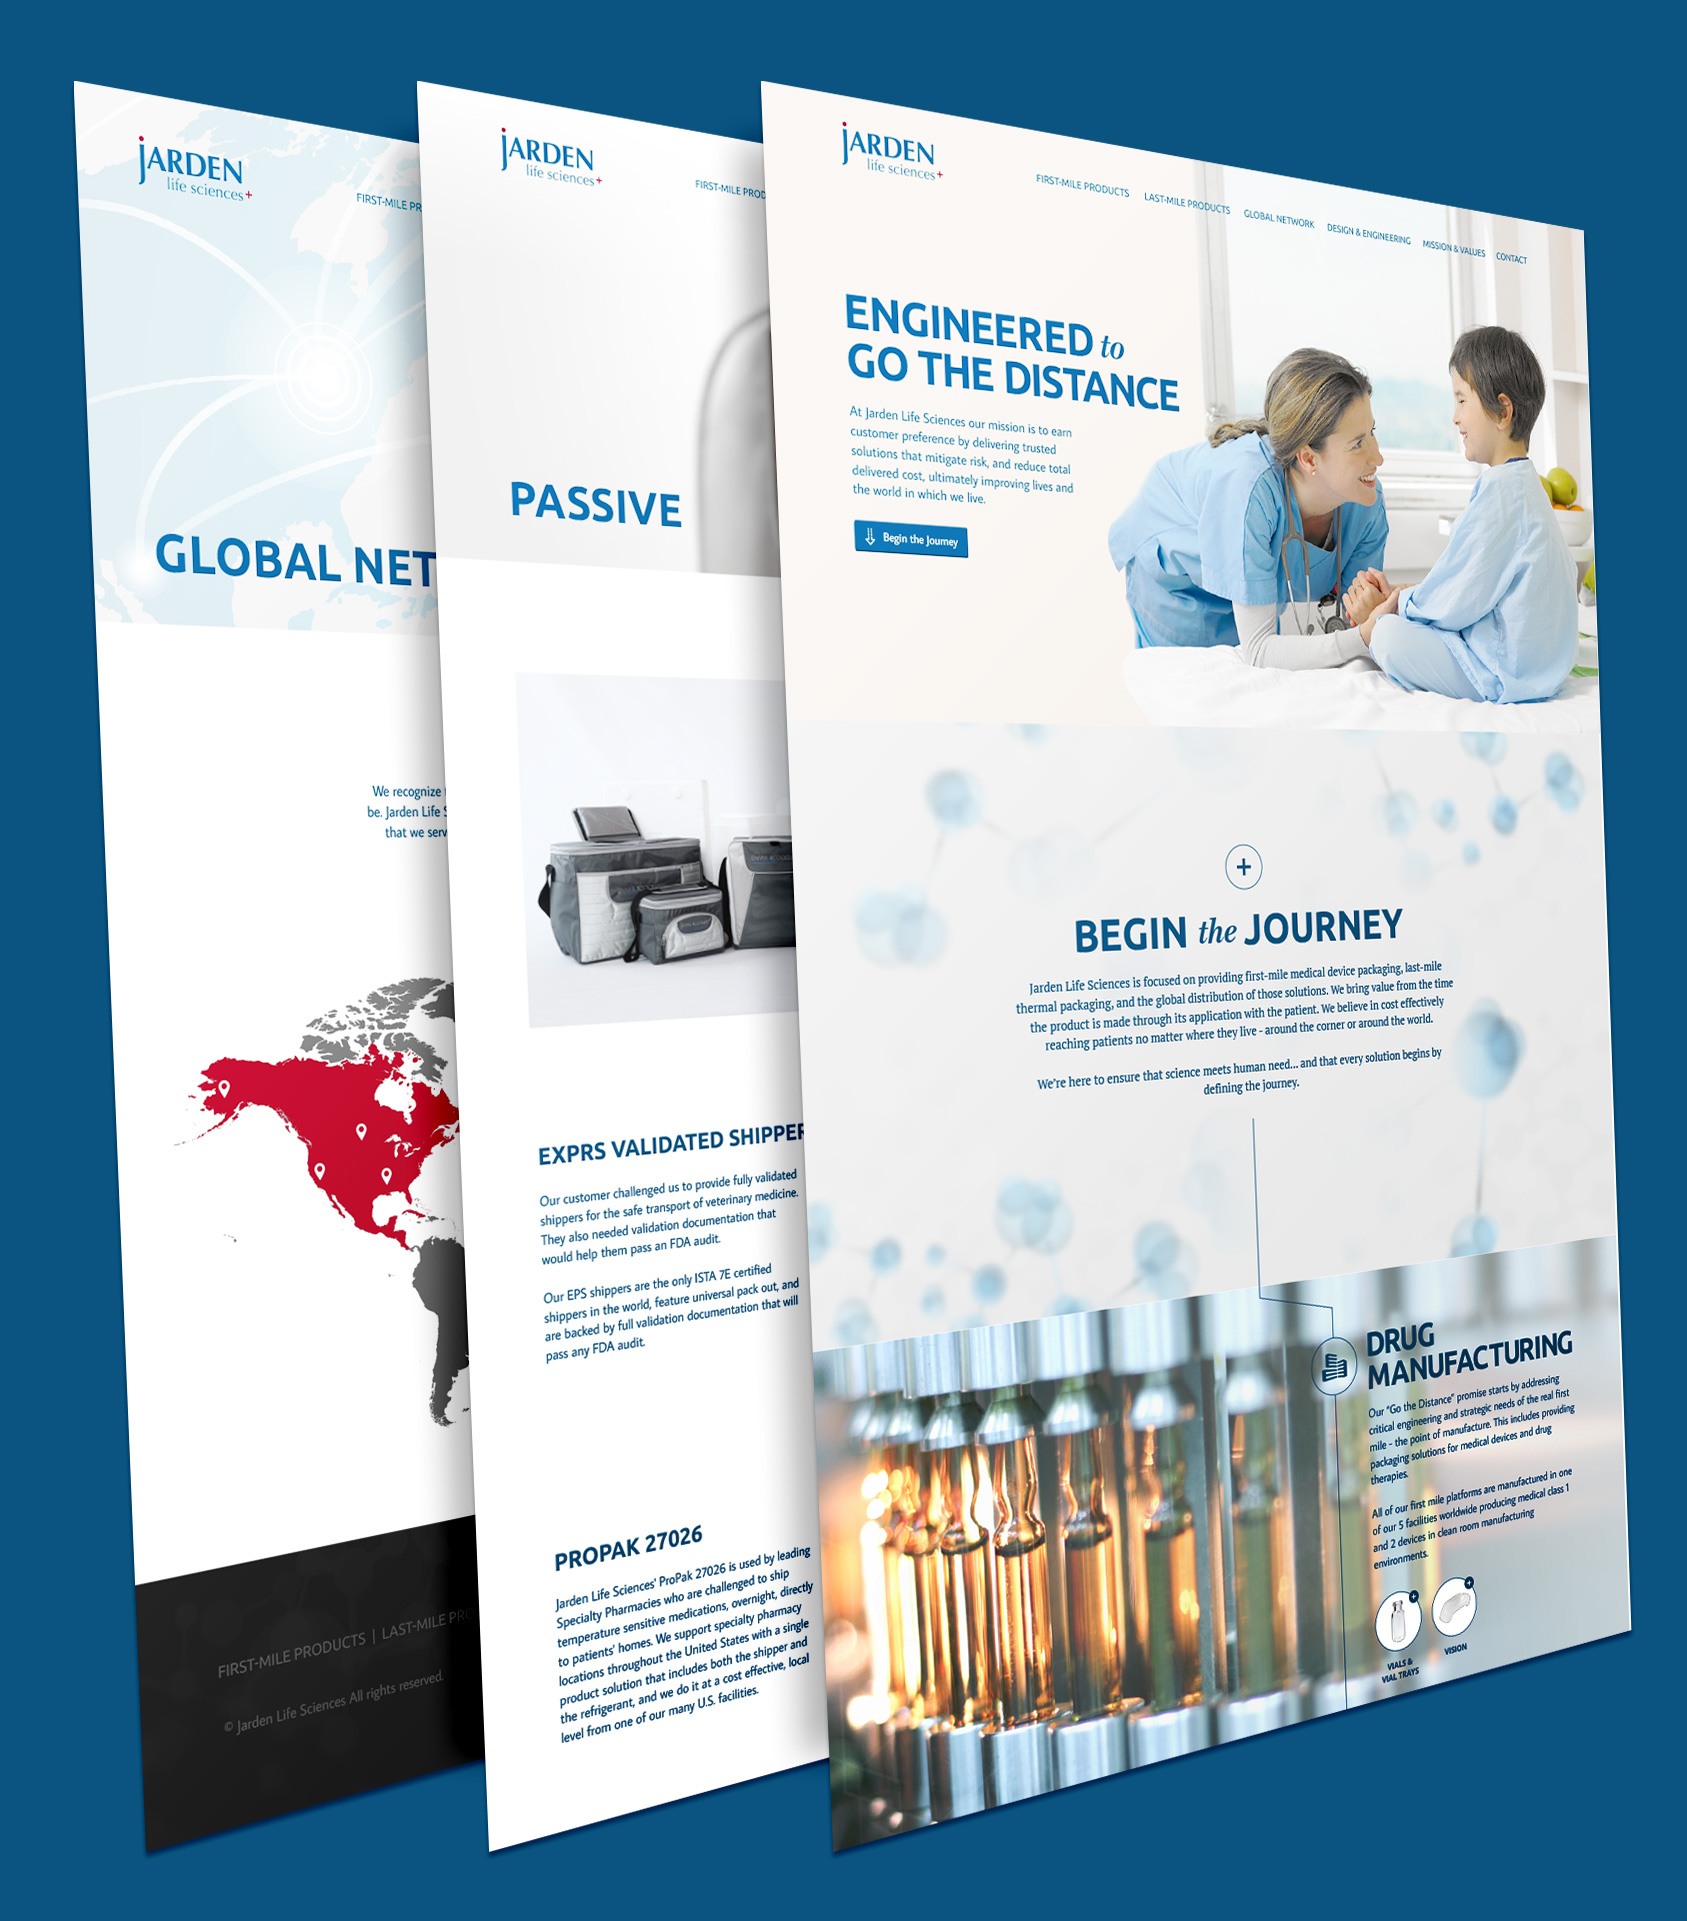 jARDEN
life sciences+
FIRST-MILE PR
GLOBAL NET
We recognize
be. Jarden Life S
that we serv
FIRST-MILE PRODUCTS | LAST-MILE PRO
© Jarden Life Sciences All rights reserved.
jARDEN
life sciences+
FIRST-MILE PROD
PASSIVE
EXPRS VALIDATED SHIPPER
Our customer challenged us to provide fully validated
shippers for the safe transport of veterinary medicine.
They also needed validation documentation that
would help them pass an FDA audit.
Our EPS shippers are the only ISTA 7E certified
shippers in the world, feature universal pack out, and
are backed by full validation documentation that will
pass any FDA audit.
PROPAK 27026
Jarden Life Sciences' ProPak 27026 is used by leading
Specialty Pharmacies who are challenged to ship
temperature sensitive medications, overnight, directly
to patients' homes. We support specialty pharmacy
locations throughout the United States with a single
product solution that includes both the shipper and
the refrigerant, and we do it at a cost effective, local
level from one of our many U.S. facilities.
jARDEN
life sciences+
FIRST-MILE PRODUCTS LAST-MILE PRODUCTS GLOBAL NETWORK DESIGN & ENGINEERING MISSION & VALUES CONTACT
ENGINEERED to
GO THE DISTANCE
At Jarden Life Sciences our mission is to earn
customer preference by delivering trusted
solutions that mitigate risk, and reduce total
delivered cost, ultimately improving lives and
the world in which we live.
Begin the Journey
BEGIN the JOURNEY
Jarden Life Sciences is focused on providing first-mile medical device packaging, last-mile
thermal packaging, and the global distribution of those solutions. We bring value from the time
the product is made through its application with the patient. We believe in cost effectively
reaching patients no matter where they live - around the corner or around the world.
We're here to ensure that science meets human need... and that every solution begins by
defining the journey.
DRUG
MANUFACTURING
Our "Go the Distance" promise starts by addressing
critical engineering and strategic needs of the real first
mile - the point of manufacture. This includes providing
packaging solutions for medical devices and drug
therapies.
All of our first mile platforms are manufactured in one
of our 5 facilities worldwide producing medical class 1
and 2 devices in clean room manufacturing
environments.
VIALS &
VIAL TRAYS
VISION